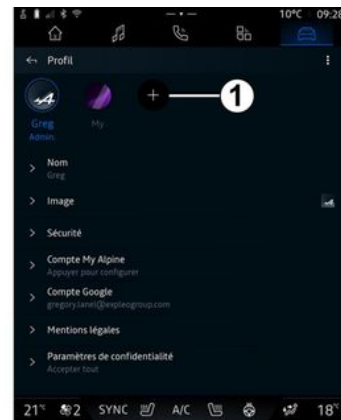 10°C 09:28
Profil
1
Greg
Admin.
My
Nom
Greg
Image
Sécurité
Compte My Alpine
Appuyer pour configurer
Compte Google
gregory.lanel@expleogroup.com
Mentions légales
Paramètres de confidentialité
Accepter tout
21° 2 SYNC A/C 18°